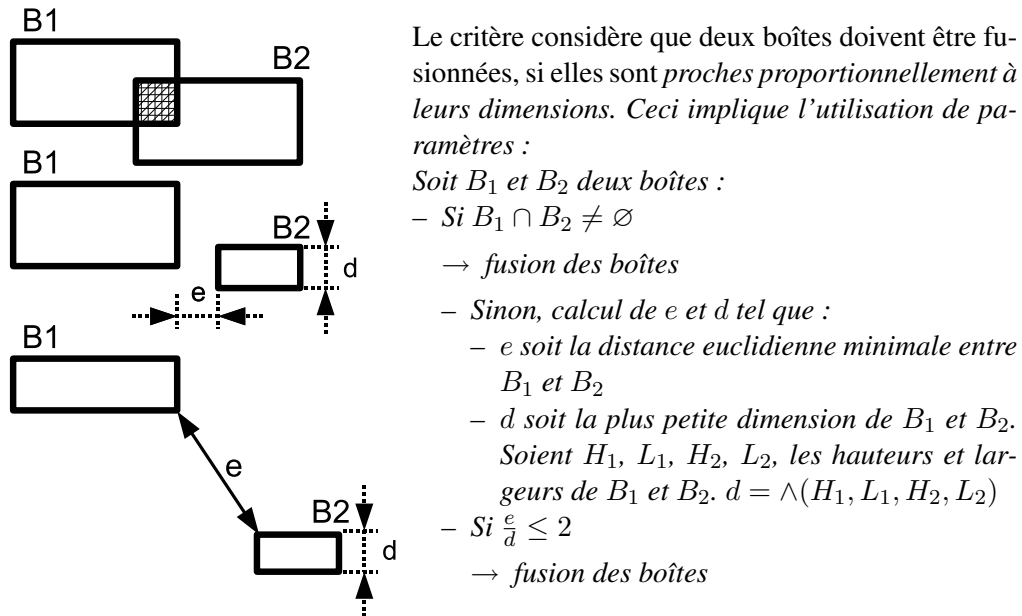 B1
B2
B1
B2
d
e
B1
e
B2
d
Le critère considère que deux boîtes doivent être fu-
sionnées, si elles sont proches proportionnellement à
leurs dimensions. Ceci implique l'utilisation de pa-
ramètres :
Soit B₁ et B₂ deux boîtes :
– Si B₁ ∩ B₂ ≠ ∅
→ fusion des boîtes
– Sinon, calcul de e et d tel que :
– e soit la distance euclidienne minimale entre
B₁ et B₂
– d soit la plus petite dimension de B₁ et B₂.
Soient H₁, L₁, H₂, L₂, les hauteurs et lar-
geurs de B₁ et B₂. d = ∧(H₁, L₁, H₂, L₂)
– Si e/d ≤ 2
→ fusion des boîtes